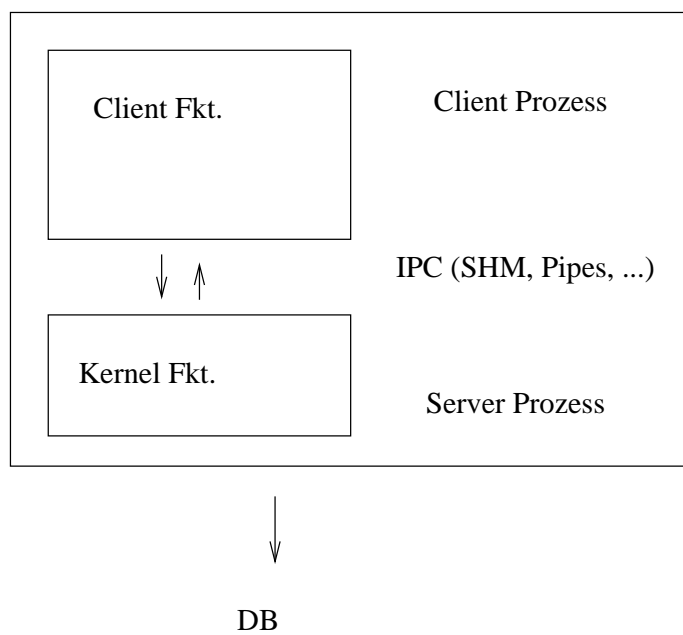 Client Fkt.
Client Prozess
IPC (SHM, Pipes, ...)
Kernel Fkt.
Server Prozess
DB